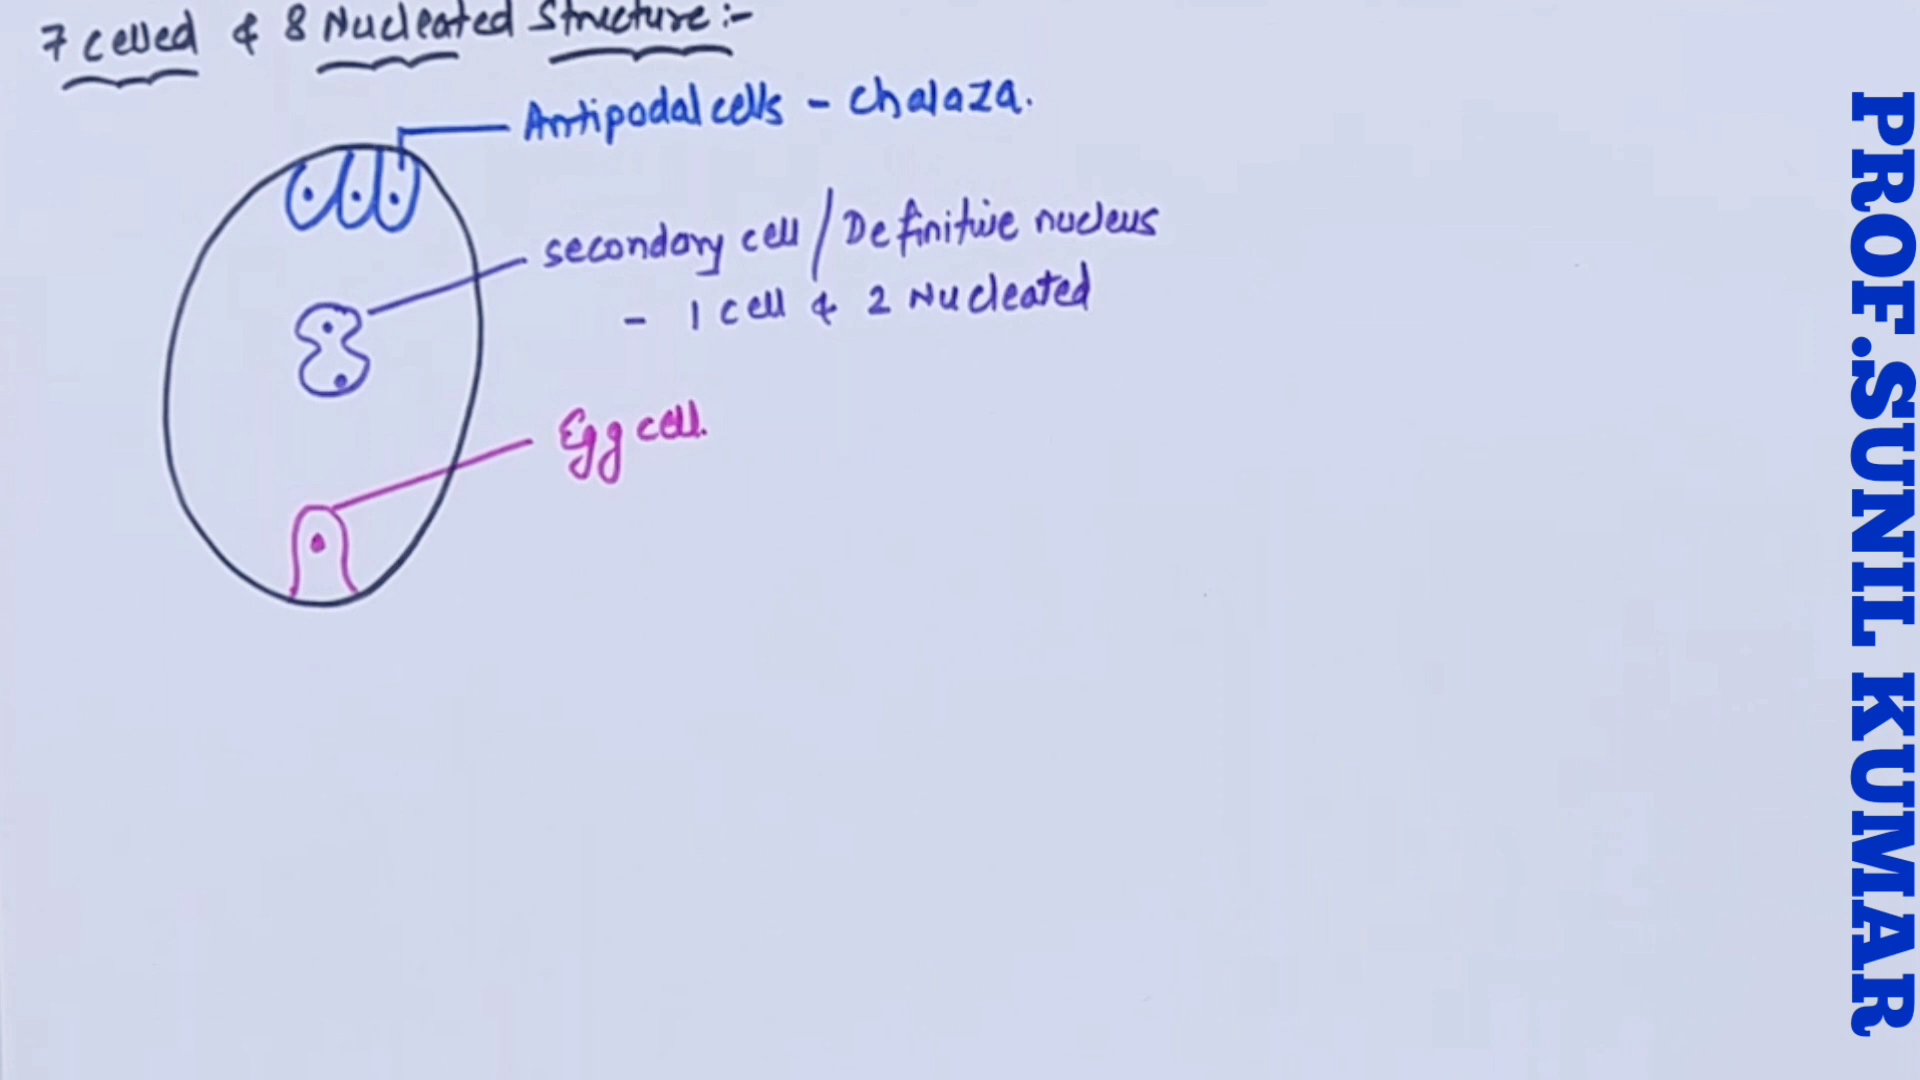 7 celled & 8 Nucleated Structure:-
Antipodal cells - chalaza.
secondary cell / Definitive nucleus
- 1 cell & 2 Nucleated
Egg cell.
PROF.SUNIL KUMAR